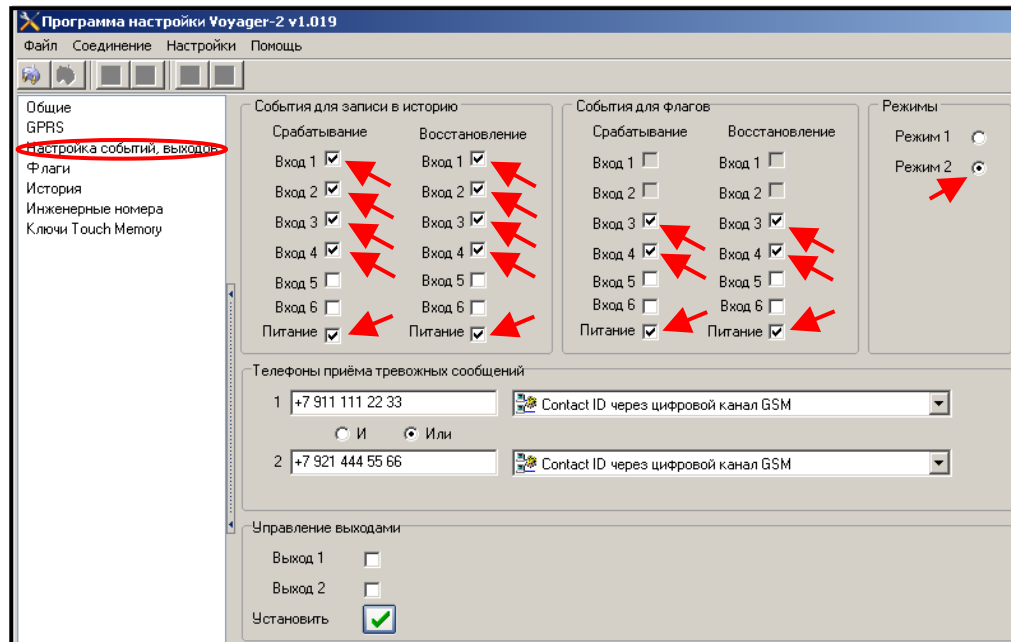 Программа настройки Voyager-2 v1.019
Файл Соединение Настройки Помощь
Общие
GPRS
Настройка событий, выходов
Флаги
История
Инженерные номера
Ключи Touch Memory
События для записи в историю
Срабатывание Восстановление
Вход 1 Вход 1
Вход 2 Вход 2
Вход 3 Вход 3
Вход 4 Вход 4
Вход 5 Вход 5
Вход 6 Вход 6
Питание Питание
События для флагов
Срабатывание Восстановление
Вход 1 Вход 1
Вход 2 Вход 2
Вход 3 Вход 3
Вход 4 Вход 4
Вход 5 Вход 5
Вход 6 Вход 6
Питание Питание
Режимы
Режим 1
Режим 2
Телефоны приёма тревожных сообщений
1 +7 911 111 22 33 Contact ID через цифровой канал GSM
И Или
2 +7 921 444 55 66 Contact ID через цифровой канал GSM
Управление выходами
Выход 1
Выход 2
Установить